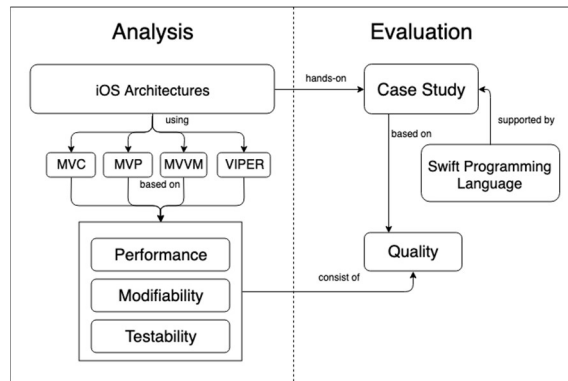 Analysis
Evaluation
iOS Architectures
hands-on
Case Study
using
based on
supported by
MVC
MVP
MVVM
VIPER
Swift Programming
Language
based on
Performance
Quality
Modifiability
consist of
Testability